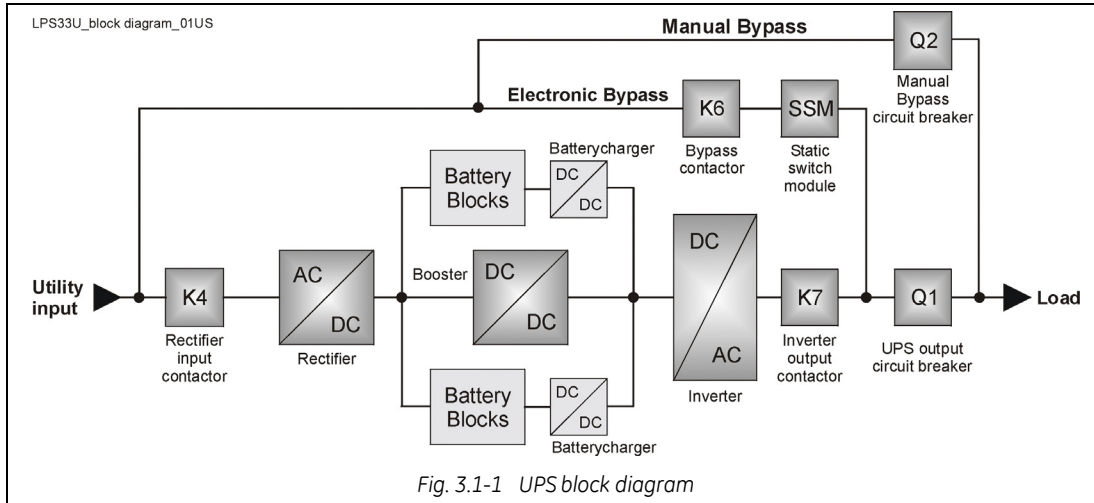 LPS33U_block diagram_01US
Manual Bypass
Q2
Manual
Bypass
circuit breaker
Electronic Bypass
K6
SSM
Bypass
contactor
Static
switch
module
Batterycharger
Battery
Blocks
DC
DC
Utility
input
K4
Rectifier
input
contactor
AC
DC
Rectifier
Booster
DC
DC
DC
AC
Inverter
K7
Inverter
output
contactor
Q1
UPS output
circuit breaker
Load
Battery
Blocks
DC
DC
Batterycharger
Fig. 3.1-1 UPS block diagram